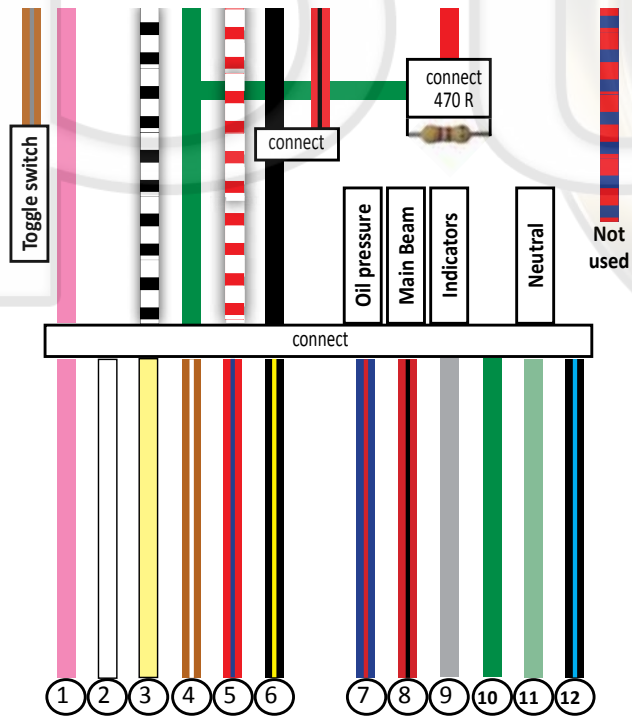 connect
470 R
Toggle switch
connect
Oil pressure
Main Beam
Indicators
Neutral
Not
used
connect
1
2
3
4
5
6
7
8
9
10
11
12